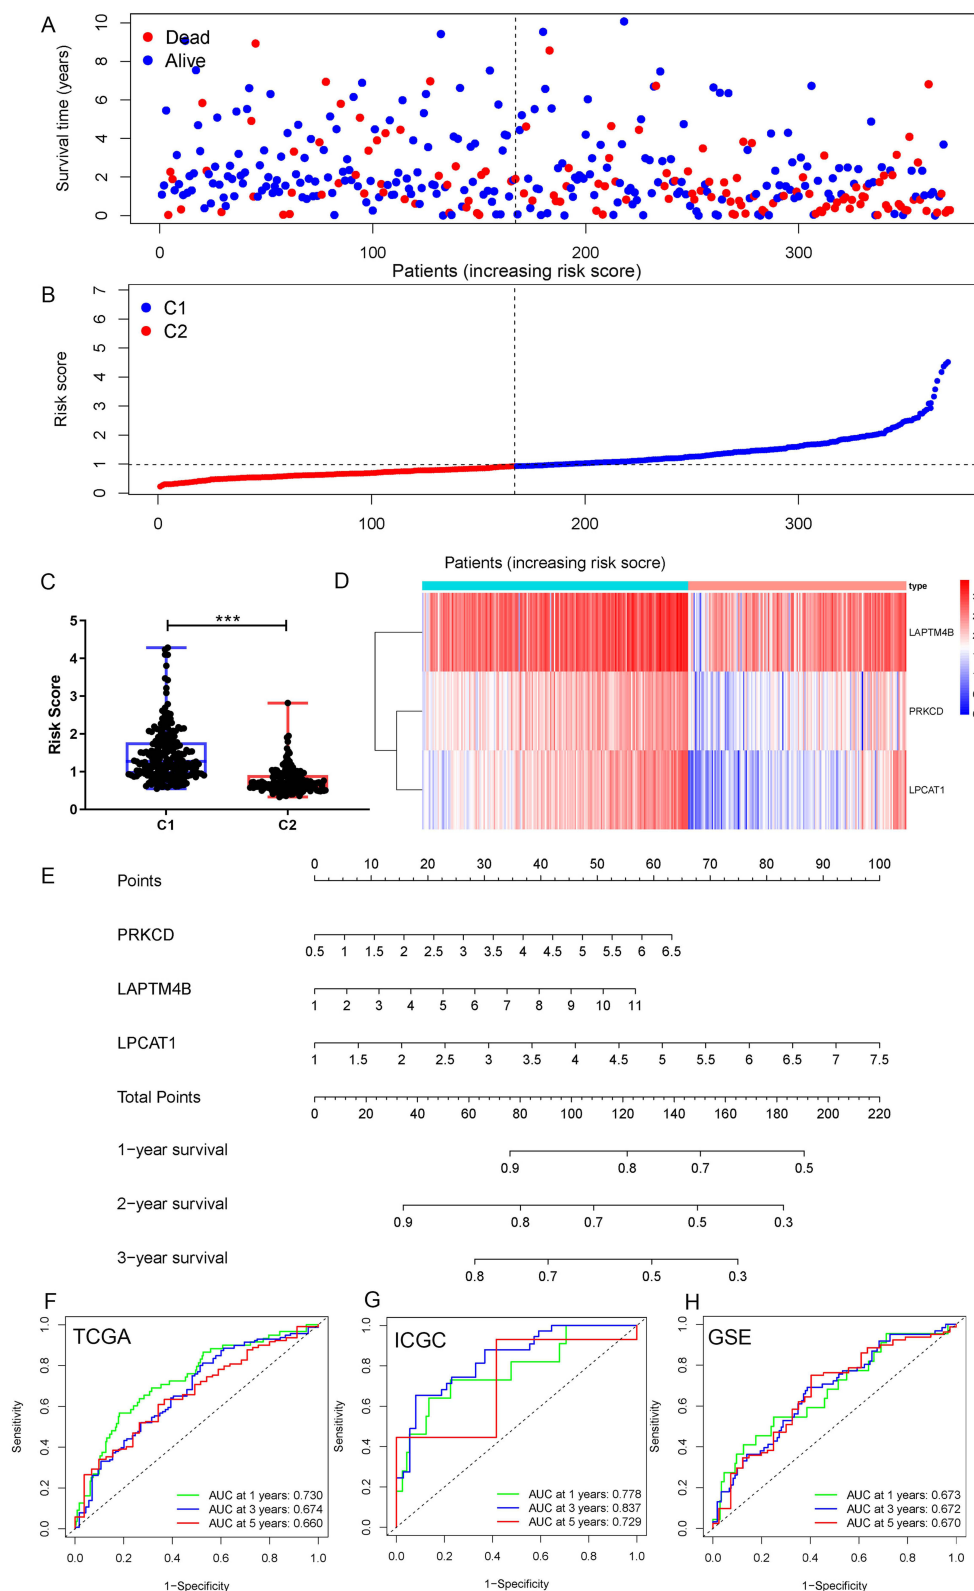 A
Dead
Alive
Survival time (years)
10
8
6
4
2
0
0 100 200 300
Patients (increasing risk score)
B
C1
C2
Risk score
7
6
5
4
3
2
1
0
0 100 200 300
Patients (increasing risk socre)
C
***
Risk Score
5
4
3
2
1
0
C1 C2
D
type
LAPTM4B
PRKCD
LPCAT1
E
Points
0 10 20 30 40 50 60 70 80 90 100
PRKCD
0.5 1 1.5 2 2.5 3 3.5 4 4.5 5 5.5 6 6.5
LAPTM4B
1 2 3 4 5 6 7 8 9 10 11
LPCAT1
1 1.5 2 2.5 3 3.5 4 4.5 5 5.5 6 6.5 7 7.5
Total Points
0 20 40 60 80 100 120 140 160 180 200 220
1−year survival
0.9 0.8 0.7 0.5
2−year survival
0.9 0.8 0.7 0.5 0.3
3−year survival
0.8 0.7 0.5 0.3
F
TCGA
Sensitivity
1.0
0.8
0.6
0.4
0.2
0.0
AUC at 1 years: 0.730
AUC at 3 years: 0.674
AUC at 5 years: 0.660
0.0 0.2 0.4 0.6 0.8 1.0
1-Specificity
G
ICGC
Sensitivity
1.0
0.8
0.6
0.4
0.2
0.0
AUC at 1 years: 0.778
AUC at 3 years: 0.837
AUC at 5 years: 0.729
0.0 0.2 0.4 0.6 0.8 1.0
1-Specificity
H
GSE
Sensitivity
1.0
0.8
0.6
0.4
0.2
0.0
AUC at 1 years: 0.673
AUC at 3 years: 0.672
AUC at 5 years: 0.670
0.0 0.2 0.4 0.6 0.8 1.0
1-Specificity